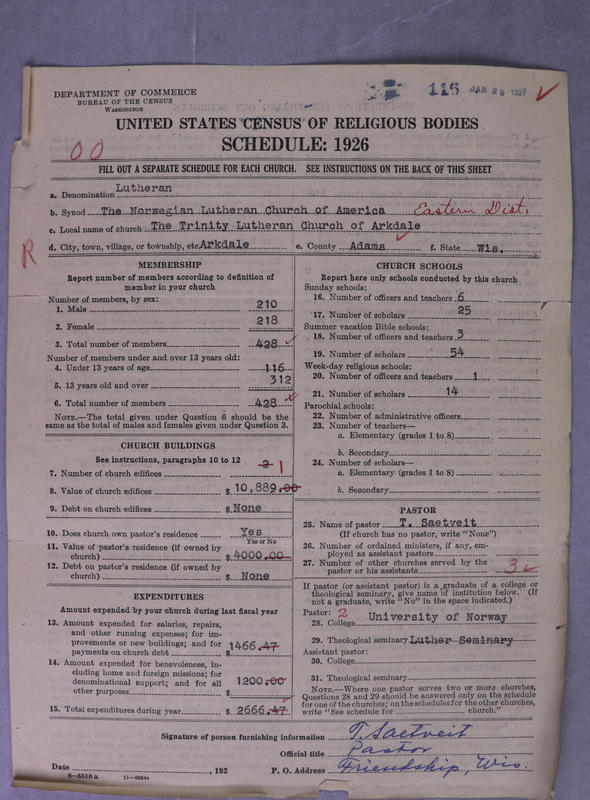 DEPARTMENT OF COMMERCE
BUREAU OF THE CENSUS
WASHINGTON
116 JAN 29 1927
UNITED STATES CENSUS OF RELIGIOUS BODIES
SCHEDULE: 1926
00
FILL OUT A SEPARATE SCHEDULE FOR EACH CHURCH. SEE INSTRUCTIONS ON THE BACK OF THIS SHEET
a. Denomination Lutheran
b. Synod The Norwegian Lutheran Church of America Eastern Dist.
c. Local name of church The Trinity Lutheran Church of Arkdale
R
d. City, town, village, or township, etc. Arkdale e. County Adams f. State Wis.
MEMBERSHIP
Report number of members according to definition of
member in your church
Number of members, by sex:
1. Male 210
2. Female 218
3. Total number of members 428
Number of members under and over 13 years old:
4. Under 13 years of age 116
5. 13 years old and over 312
6. Total number of members 428
NOTE.—The total given under Question 6 should be the
same as the total of males and females given under Question 3.
CHURCH BUILDINGS
See instructions, paragraphs 10 to 12
7. Number of church edifices 2 1
8. Value of church edifices $ 10,889.00
9. Debt on church edifices $ None
10. Does church own pastor's residence? Yes
Yes or No
11. Value of pastor's residence (if owned by
church) $ 4000.00
12. Debt on pastor's residence (if owned by
church) $ None
EXPENDITURES
Amount expended by your church during last fiscal year
13. Amount expended for salaries, repairs,
and other running expenses; for im-
provements or new buildings; and for
payments on church debt $ 1466.47
14. Amount expended for benevolences, in-
cluding home and foreign missions; for
denominational support; and for all
other purposes $ 1200.00
15. Total expenditures during year $ 2666.47
CHURCH SCHOOLS
Report here only schools conducted by this church
Sunday schools:
16. Number of officers and teachers 6
17. Number of scholars 25
Summer vacation Bible schools:
18. Number of officers and teachers 3
19. Number of scholars 54
Week-day religious schools:
20. Number of officers and teachers 1
21. Number of scholars 14
Parochial schools:
22. Number of administrative officers
23. Number of teachers—
a. Elementary (grades 1 to 8)
b. Secondary
24. Number of scholars—
a. Elementary (grades 1 to 8)
b. Secondary
PASTOR
25. Name of pastor T. Saetveit
(If church has no pastor, write "None")
26. Number of ordained ministers, if any, em-
ployed as assistant pastors
27. Number of other churches served by the
pastor or his assistants 3
If pastor (or assistant pastor) is a graduate of a college or
theological seminary, give name of institution below. (If
not a graduate, write "No" in the space indicated.)
Pastor: 2
28. College University of Norway
29. Theological seminary Luther Seminary
Assistant pastor:
30. College
31. Theological seminary
NOTE.—Where one pastor serves two or more churches,
Questions 28 and 29 should be answered only on the schedule
for one of the churches; on the schedules for the other churches,
write "See schedule for church."
Signature of person furnishing information T. Saetveit
Official title Pastor
Date , 192 P. O. Address Friendship, Wis.
8—5518 a